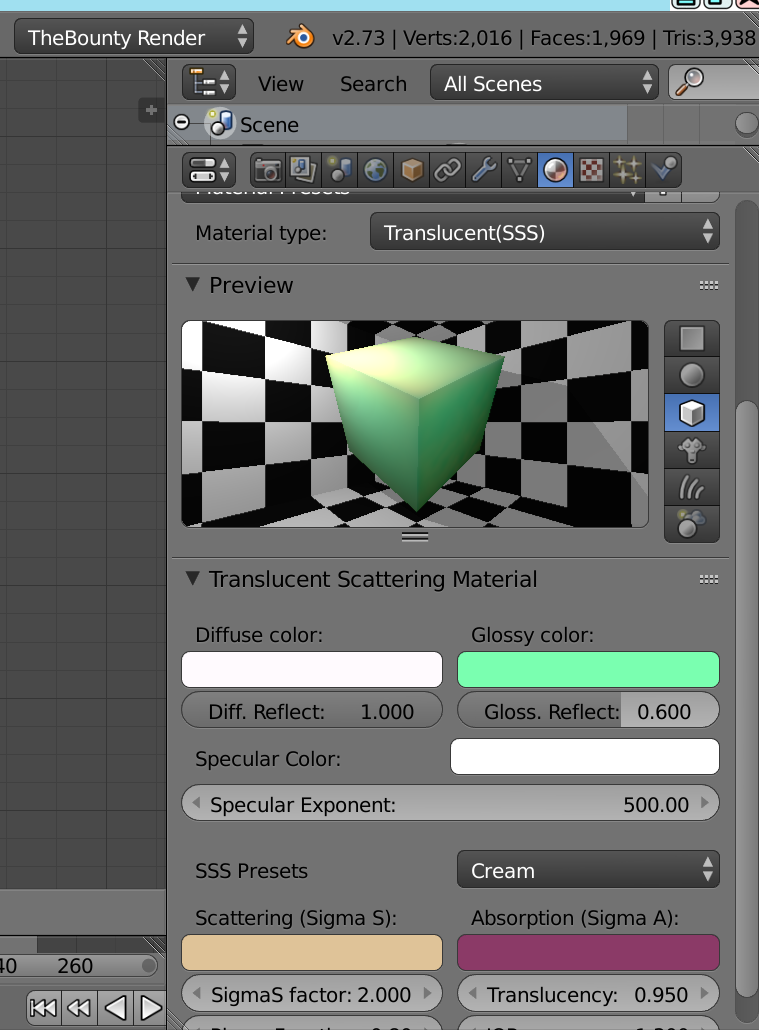 TheBounty Render v2.73 | Verts:2,016 | Faces:1,969 | Tris:3,938
View Search All Scenes
Scene
Material Presets
Material type: Translucent(SSS)
Preview
Translucent Scattering Material
Diffuse color: Glossy color:
Diff. Reflect: 1.000 Gloss. Reflect: 0.600
Specular Color:
Specular Exponent: 500.00
SSS Presets Cream
Scattering (Sigma S): Absorption (Sigma A):
260
SigmaS factor: 2.000 Translucency: 0.950